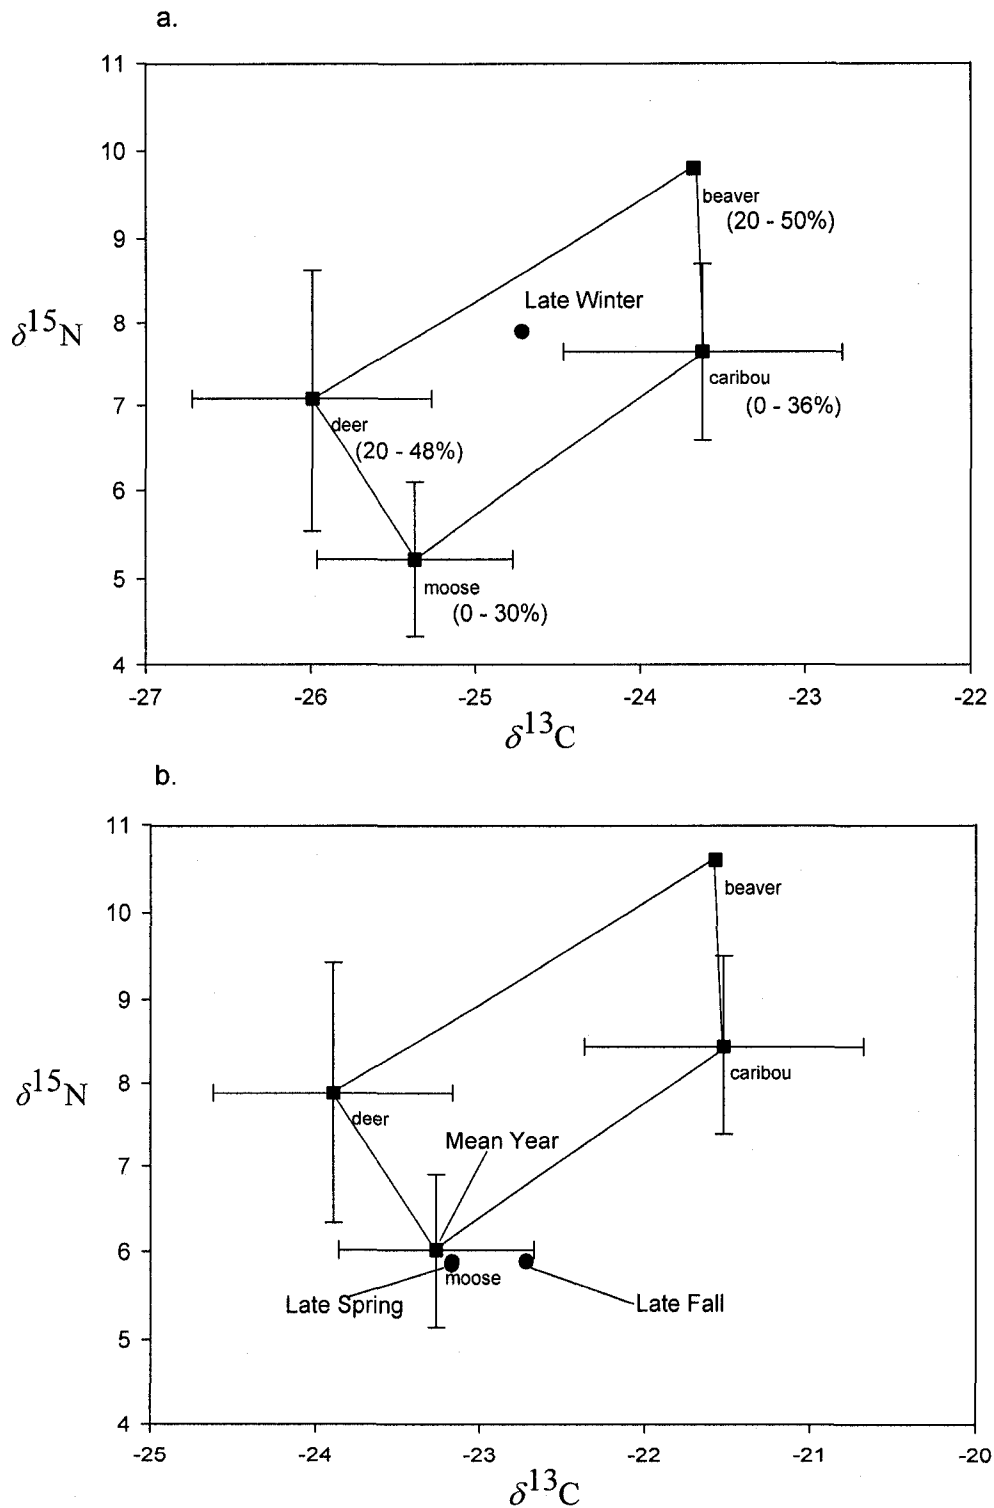 a.
11
10
beaver
(20 - 50%)
9
Late Winter
8
δ15N
caribou
7
(0 - 36%)
deer
(20 - 48%)
6
5
moose
(0 - 30%)
4
-27
-26
-25
-24
-23
-22
δ13C
b.
11
beaver
10
9
δ15N
8
caribou
deer
Mean Year
7
6
moose
Late Spring
Late Fall
5
4
-25
-24
-23
-22
-21
-20
δ13C